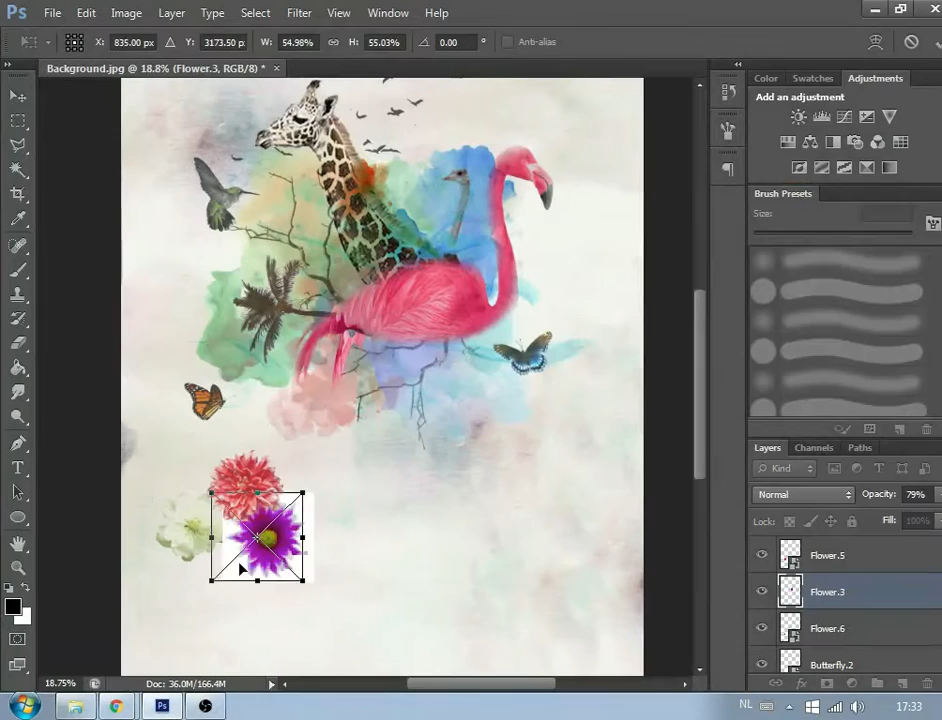 Ps File Edit Image Layer Type Select Filter View Window Help
X: 835.00 px Y: 3173.50 px W: 54.98% H: 55.03% 0.00 ° Anti-alias
Background.jpg @ 18.8% (Flower.3, RGB/8) * ×
Color Swatches Adjustments
Add an adjustment
Brush Presets
Size:
Layers Channels Paths
Kind
Normal Opacity: 79%
Lock: Fill: 100%
Flower.5
Flower.3
Flower.6
Butterfly.2
18.75% Doc: 36.0M/166.4M
Ps NL 17:33